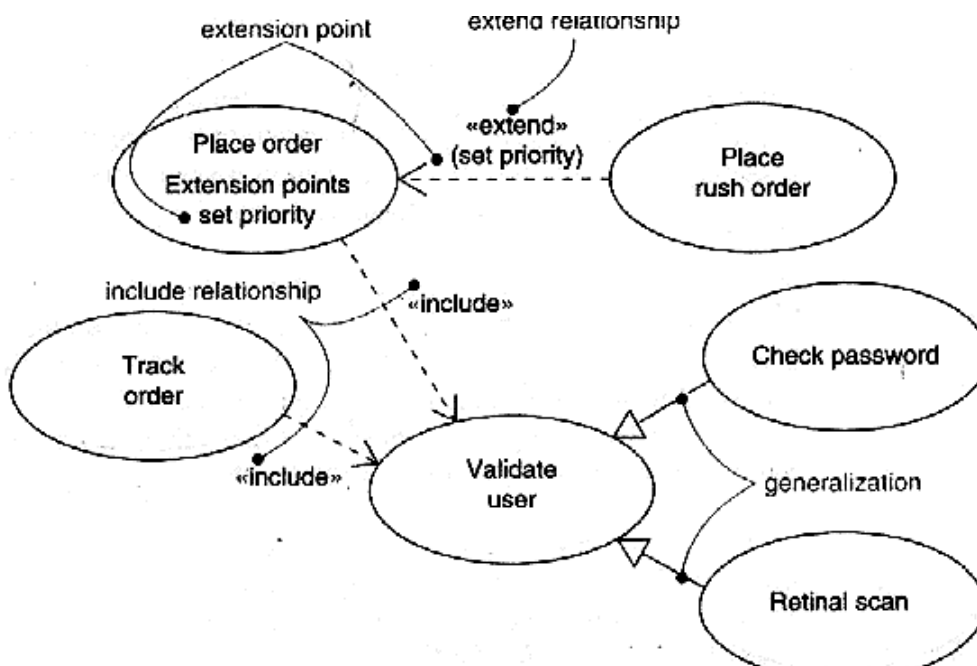 extension point
extend relationship
«extend»
(set priority)
Place order
Extension points
set priority
Place
rush order
include relationship
«include»
Track
order
Check password
«include»
Validate
user
generalization
Retinal scan